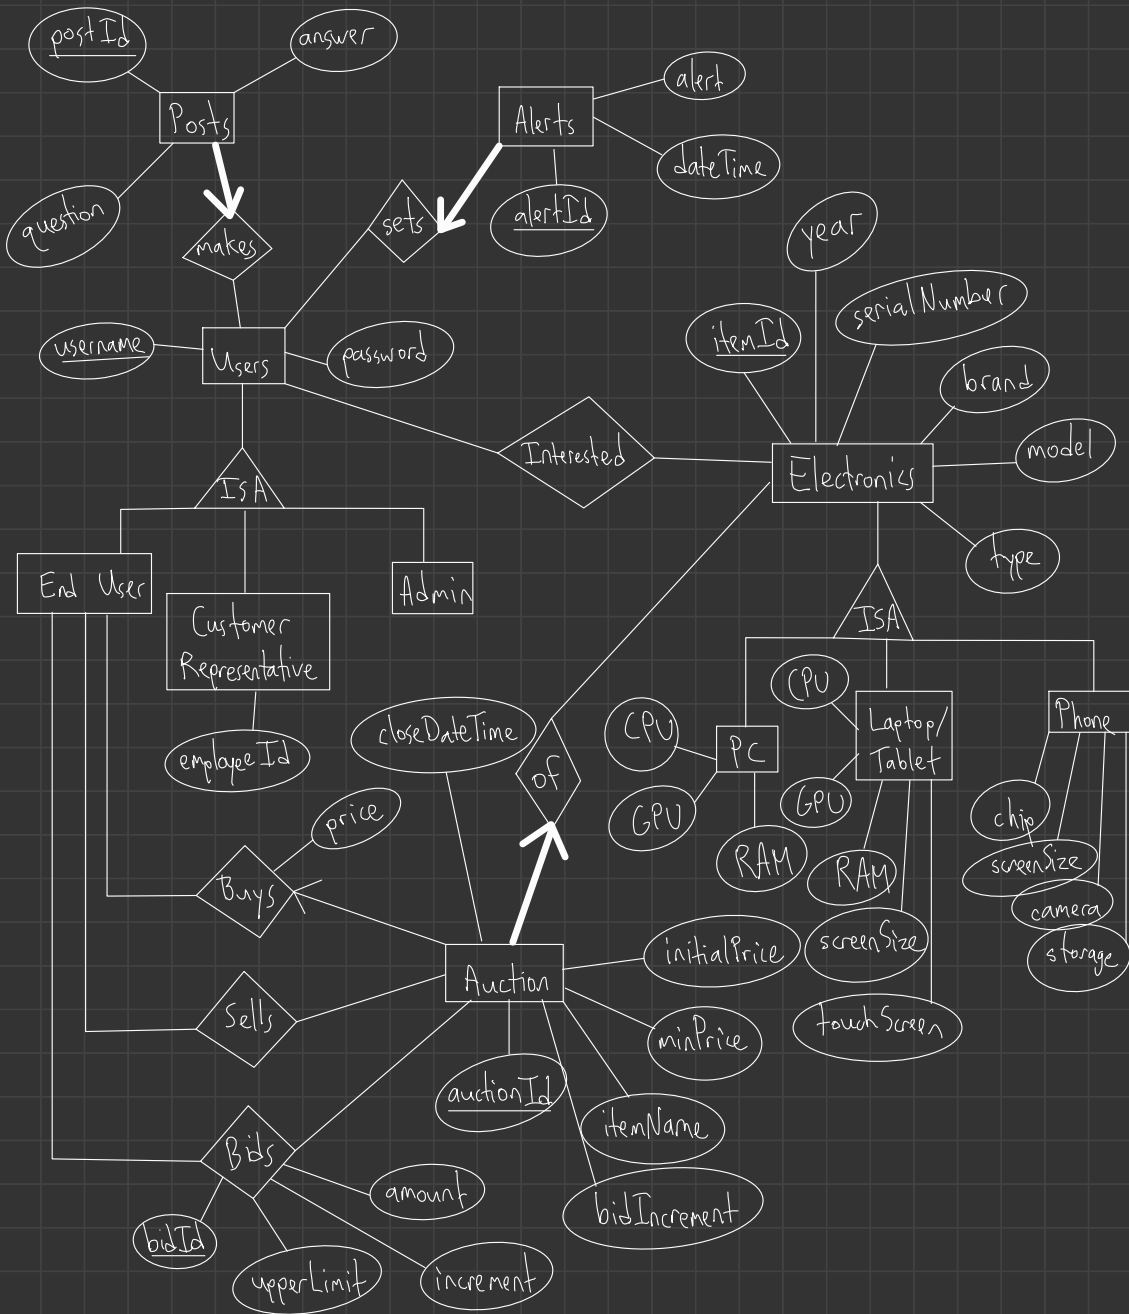 postId
answer
Posts
question
makes
Alerts
alert
dateTime
alertId
sets
username
Users
password
Interested
year
serialNumber
itemId
brand
model
Electronics
type
IsA
End User
Customer
Representative
Admin
employeeId
ISA
CPU
PC
GPU
RAM
CPU
Laptop/
Tablet
GPU
RAM
screenSize
touchScreen
Phone
chip
screenSize
camera
storage
closeDateTime
of
price
Buys
Sells
Auction
initialPrice
minPrice
auctionId
itemName
bidIncrement
Bids
amount
bidId
upperLimit
increment